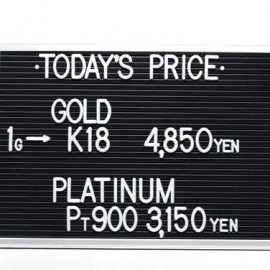 ·TODAY'S PRICE·
GOLD
1G→ K18 4,850YEN
PLATINUM
PT900 3,150YEN